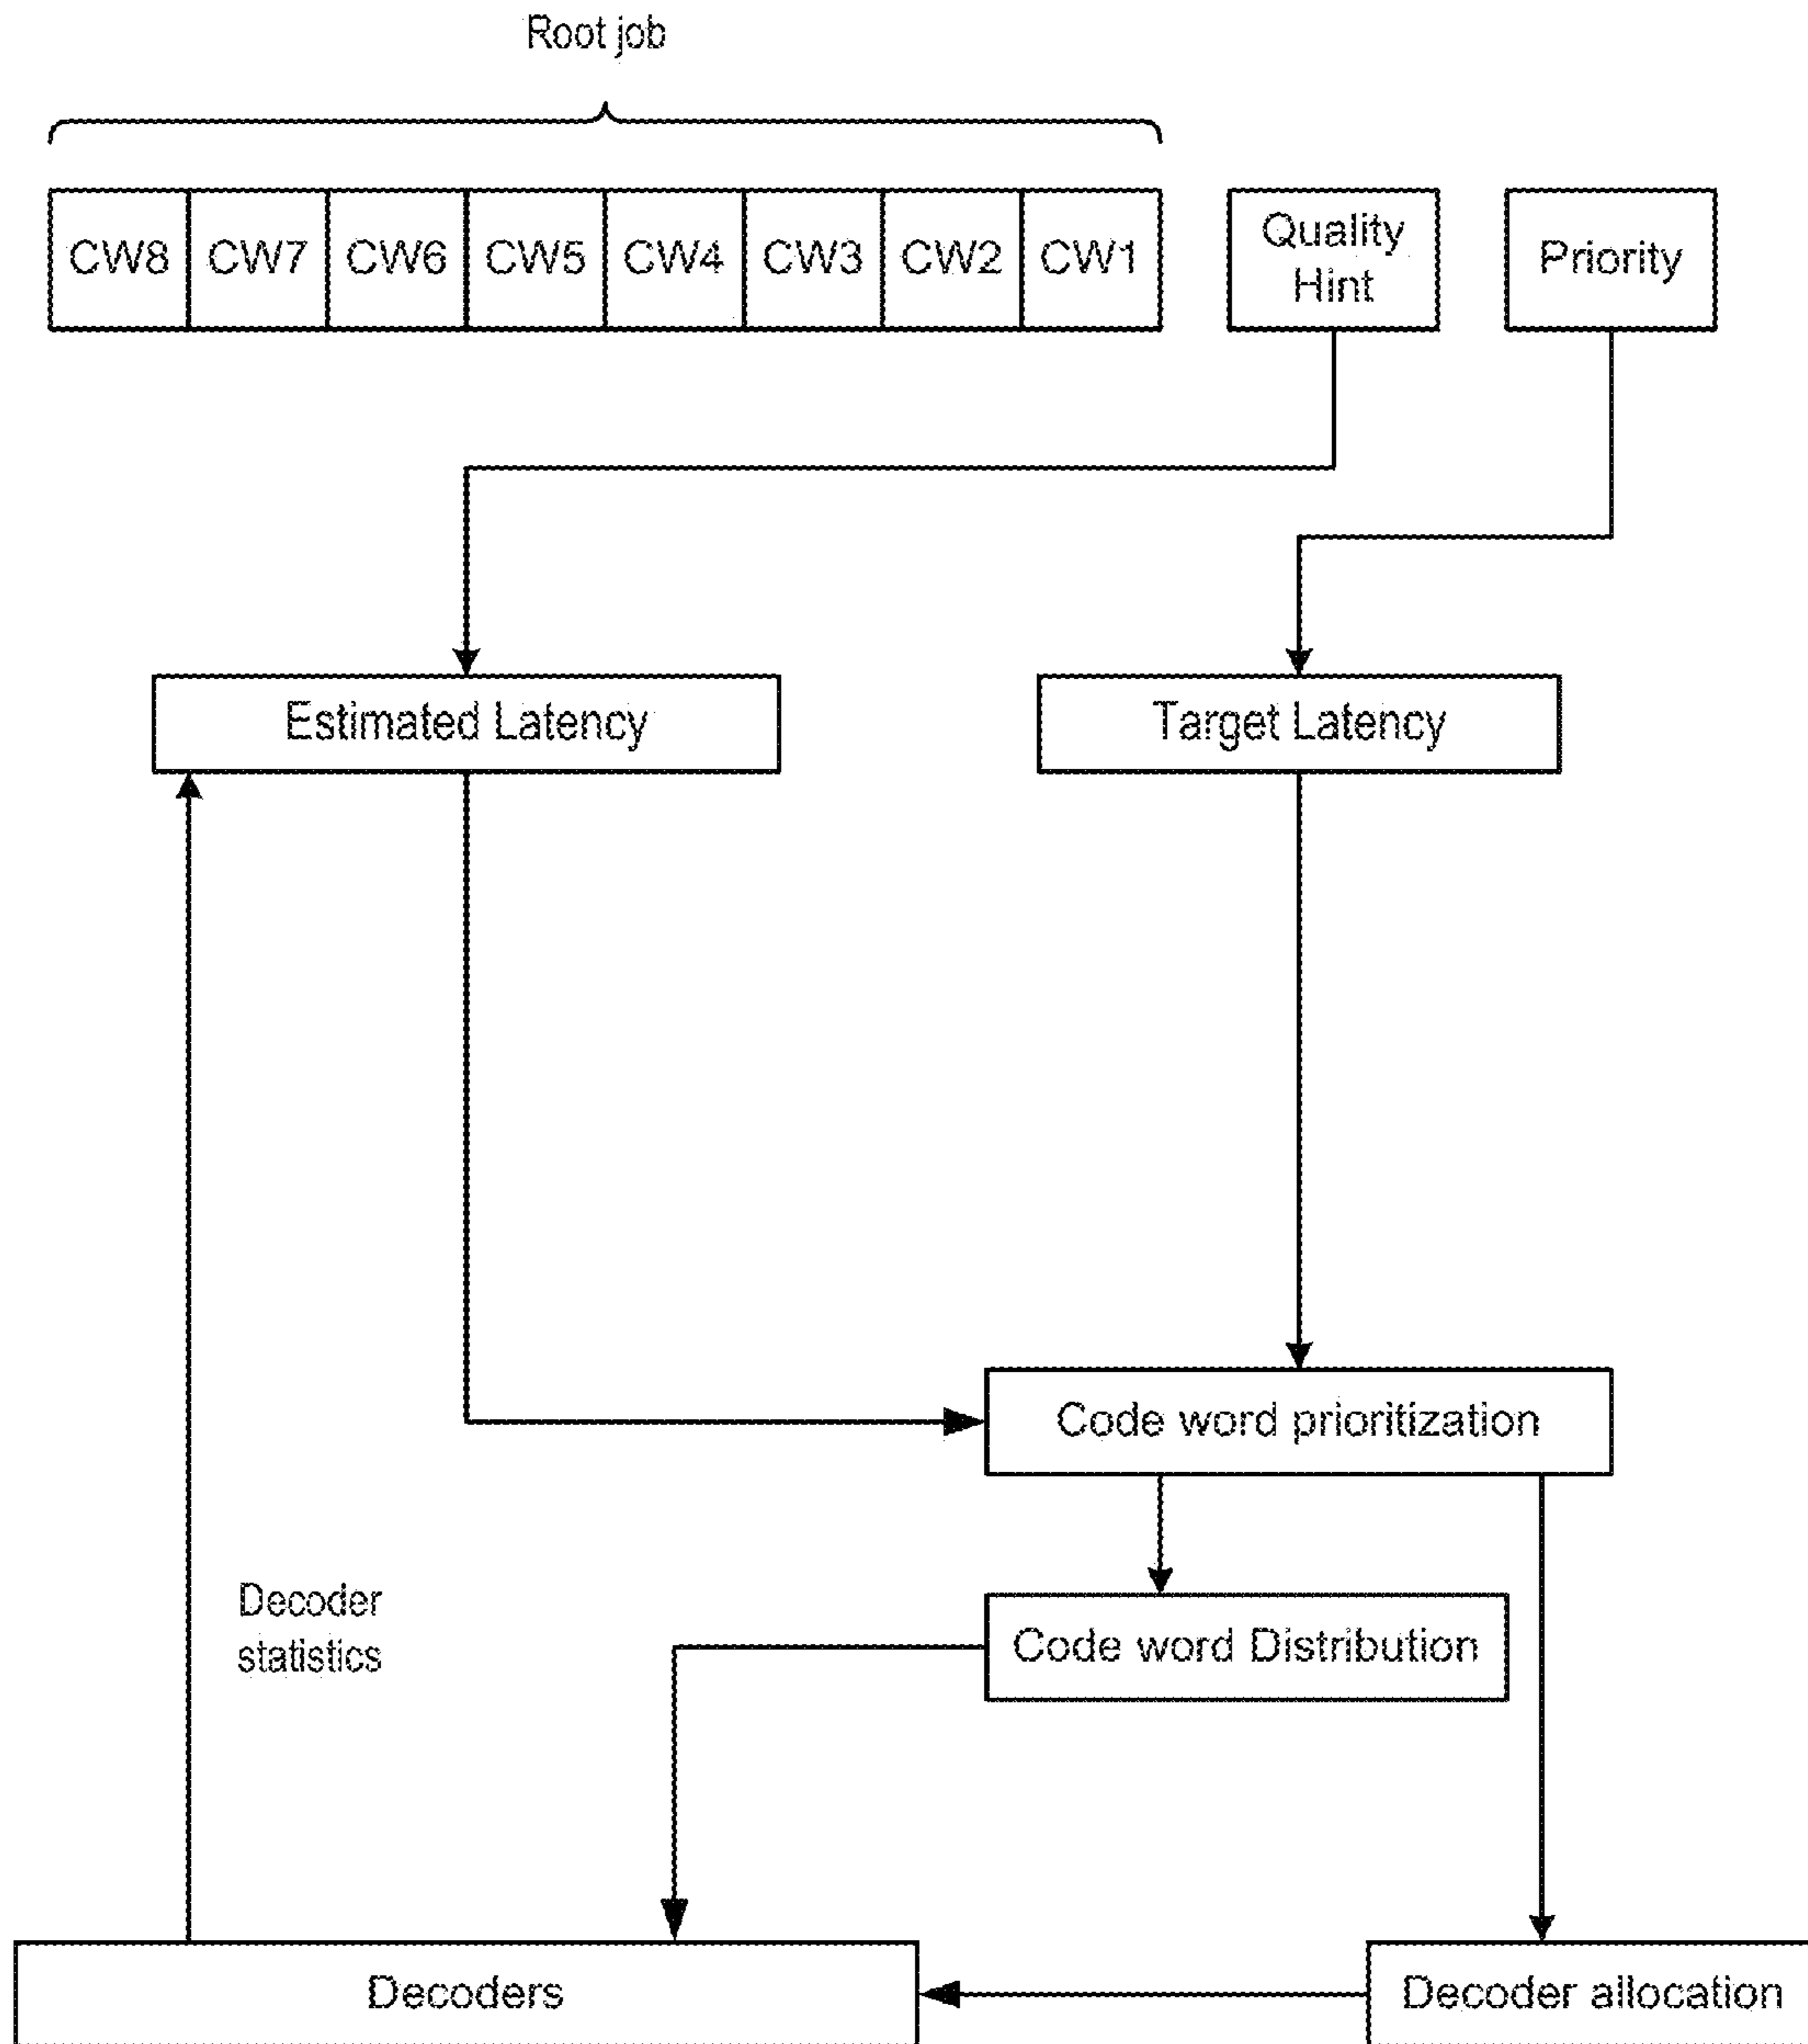 Root job
CW8 CW7 CW6 CW5 CW4 CW3 CW2 CW1
Quality
Hint
Priority
Estimated Latency
Target Latency
Code word prioritization
Decoder
statistics
Code word Distribution
Decoders
Decoder allocation